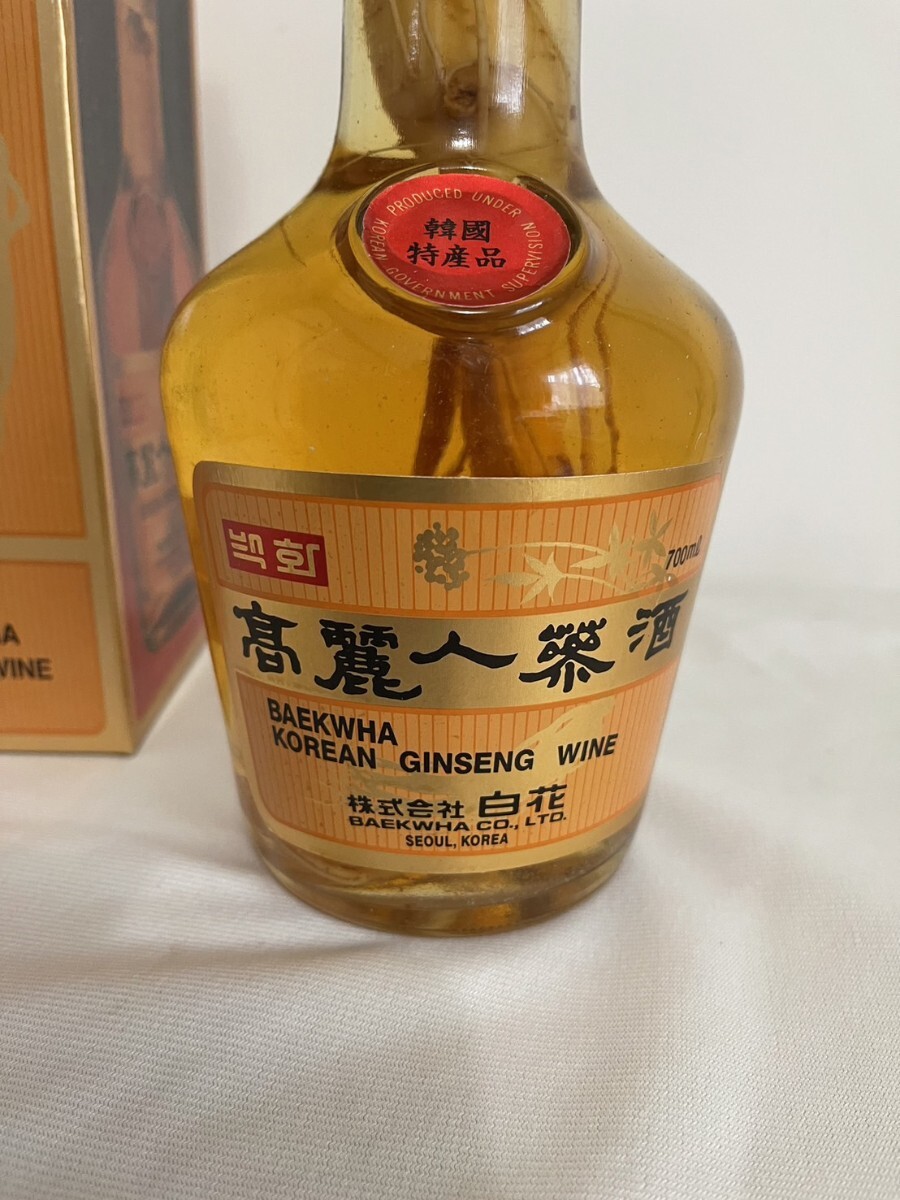 PRODUCED UNDER
KOREAN GOVERNMENT SUPERVISION
韓國
特産品
백화
700ml
高麗人蔘酒
BAEKWHA
KOREAN GINSENG WINE
株式会社 白花
BAEKWHA CO., LTD.
SEOUL, KOREA
WINE